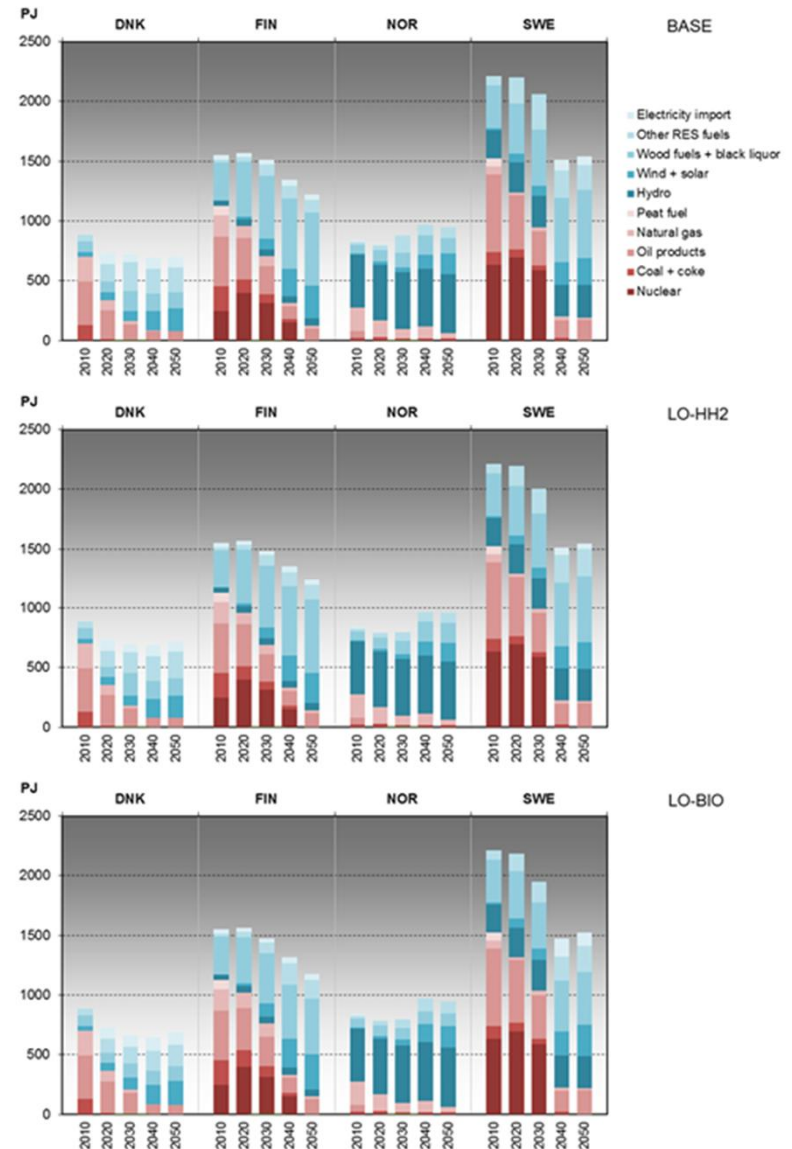 PJ
DNK FIN NOR SWE BASE
2500
2000
1500
1000
500
0
Electricity import
Other RES fuels
Wood fuels + black liquor
Wind + solar
Hydro
Peat fuel
Natural gas
Oil products
Coal + coke
Nuclear
2010 2020 2030 2040 2050 2010 2020 2030 2040 2050 2010 2020 2030 2040 2050 2010 2020 2030 2040 2050
PJ
DNK FIN NOR SWE LO-HH2
2500
2000
1500
1000
500
0
2010 2020 2030 2040 2050 2010 2020 2030 2040 2050 2010 2020 2030 2040 2050 2010 2020 2030 2040 2050
PJ
DNK FIN NOR SWE LO-BIO
2500
2000
1500
1000
500
0
2010 2020 2030 2040 2050 2010 2020 2030 2040 2050 2010 2020 2030 2040 2050 2010 2020 2030 2040 2050